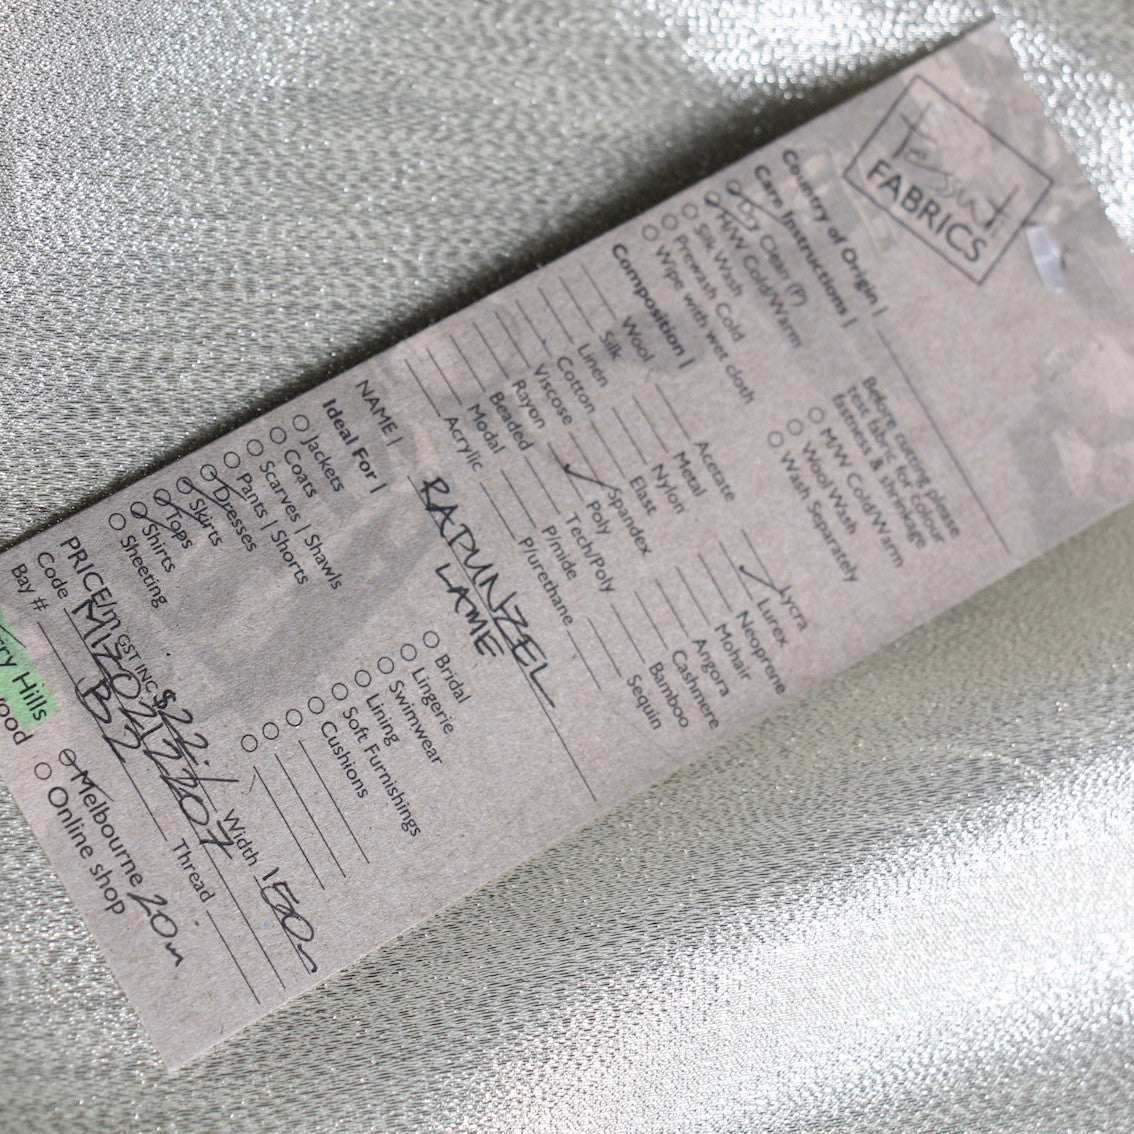 Tessuti
FABRICS
Country of Origin |
Care Instructions |
Dry Clean (P)
H/W Cold/Warm
Silk Wash
Prewash Cold
Wipe with wet cloth
Before cutting please
test fabric for colour
fastness & shrinkage
M/W Cold/Warm
Wool Wash
Wash Separately
Composition |
Wool
Silk
Linen
Cotton
Viscose
Rayon
Beaded
Modal
Acrylic
Acetate
Metal
Nylon
Elast
Spandex
Poly
Tech/Poly
P/mide
P/urethane
Lycra
Lurex
Neoprene
Mohair
Angora
Cashmere
Bamboo
Sequin
NAME | RAPUNZEL
LAME
Ideal For |
Jackets
Coats
Scarves | Shawls
Pants | Shorts
Dresses
Skirts
Tops
Shirts
Sheeting
Bridal
Lingerie
Swimwear
Lining
Soft Furnishings
Cushions
PRICE/m GST INC $22.- Width 150
Code
Bay # B22 Thread
rry Hills
ood
Melbourne 20m
Online shop